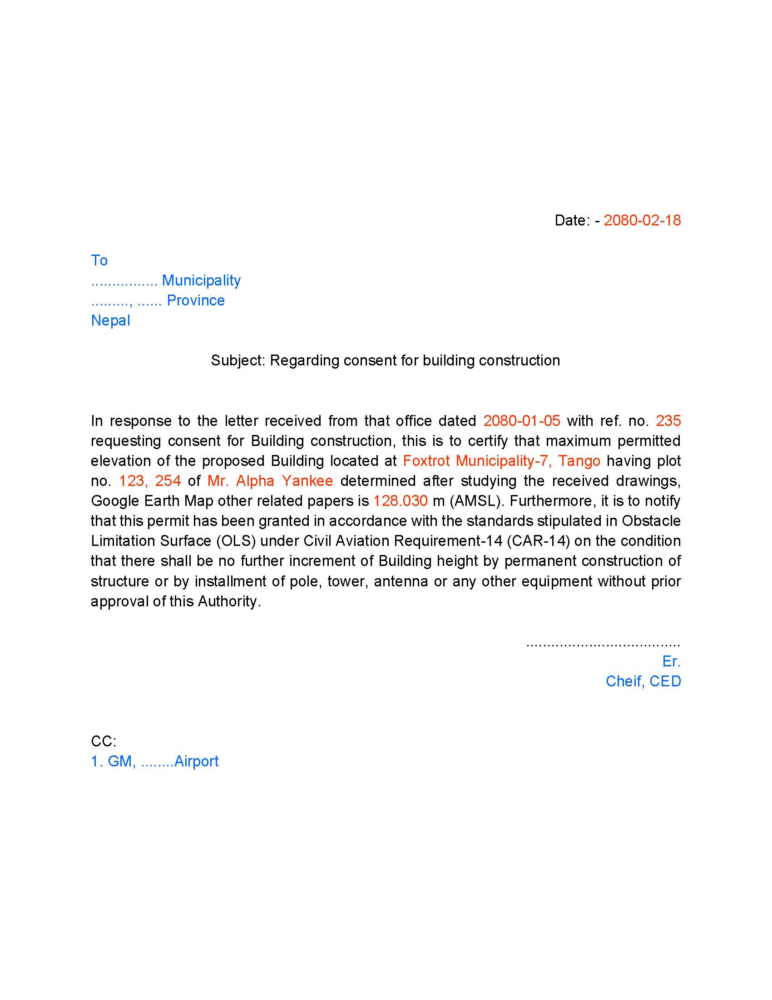 Date: - 2080-02-18
To
................ Municipality
........., ...... Province
Nepal
Subject: Regarding consent for building construction
In response to the letter received from that office dated 2080-01-05 with ref. no. 235
requesting consent for Building construction, this is to certify that maximum permitted
elevation of the proposed Building located at Foxtrot Municipality-7, Tango having plot
no. 123, 254 of Mr. Alpha Yankee determined after studying the received drawings,
Google Earth Map other related papers is 128.030 m (AMSL). Furthermore, it is to notify
that this permit has been granted in accordance with the standards stipulated in Obstacle
Limitation Surface (OLS) under Civil Aviation Requirement-14 (CAR-14) on the condition
that there shall be no further increment of Building height by permanent construction of
structure or by installment of pole, tower, antenna or any other equipment without prior
approval of this Authority.
.....................................
Er.
Cheif, CED
CC:
1. GM, ........Airport